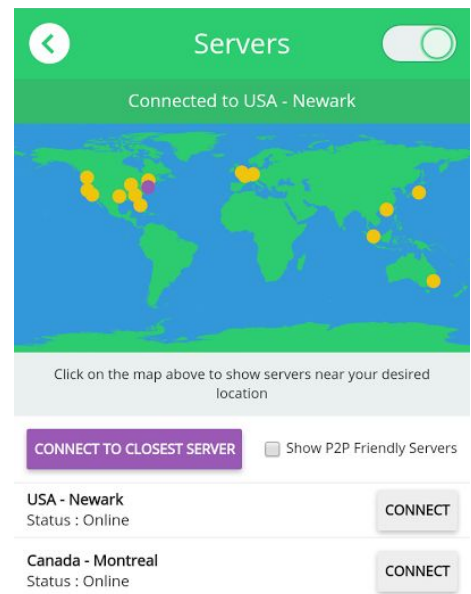 Servers
Connected to USA - Newark
Click on the map above to show servers near your desired
location
CONNECT TO CLOSEST SERVER
Show P2P Friendly Servers
USA - Newark
Status : Online
CONNECT
Canada - Montreal
Status : Online
CONNECT